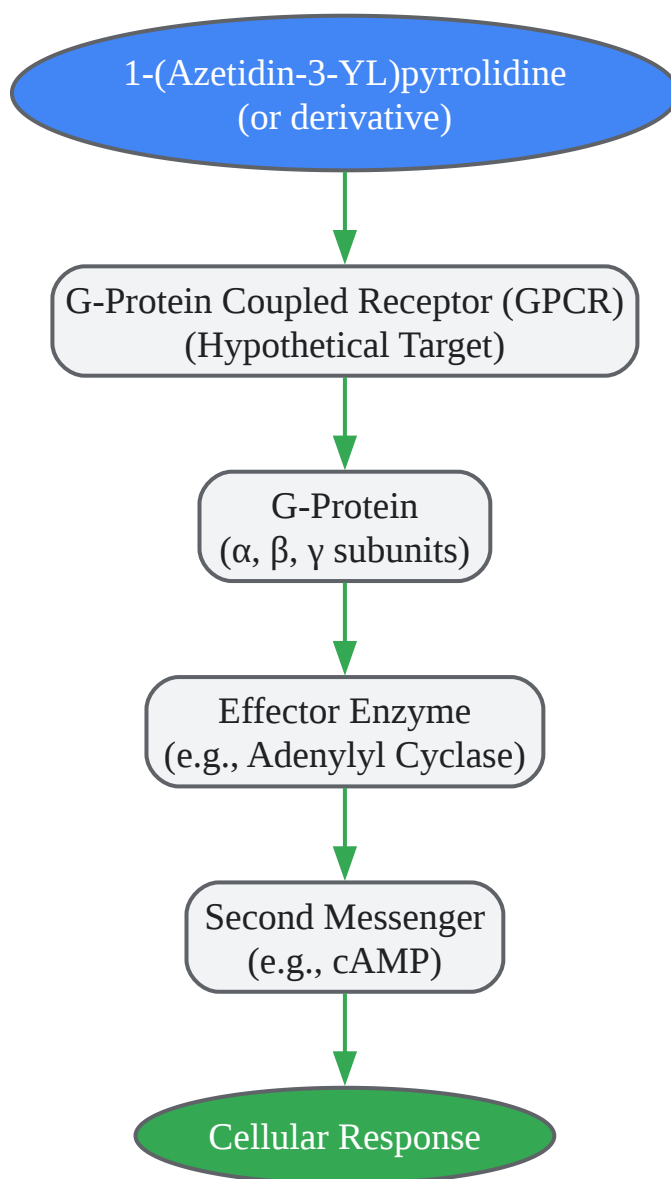 1-(Azetidin-3-YL)pyrrolidine
(or derivative)
G-Protein Coupled Receptor (GPCR)
(Hypothetical Target)
G-Protein
(α, β, γ subunits)
Effector Enzyme
(e.g., Adenylyl Cyclase)
Second Messenger
(e.g., cAMP)
Cellular Response